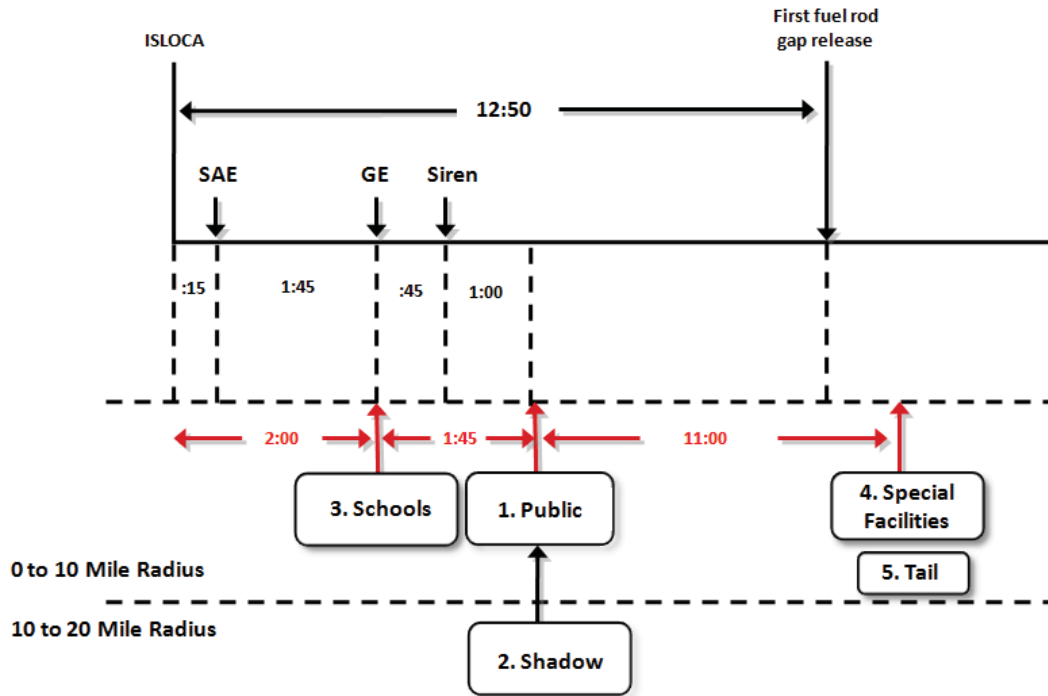 First fuel rod
gap release
ISLOCA
12:50
SAE
GE
Siren
:15
1:45
:45
1:00
2:00
1:45
11:00
3. Schools
1. Public
4. Special
Facilities
5. Tail
0 to 10 Mile Radius
10 to 20 Mile Radius
2. Shadow